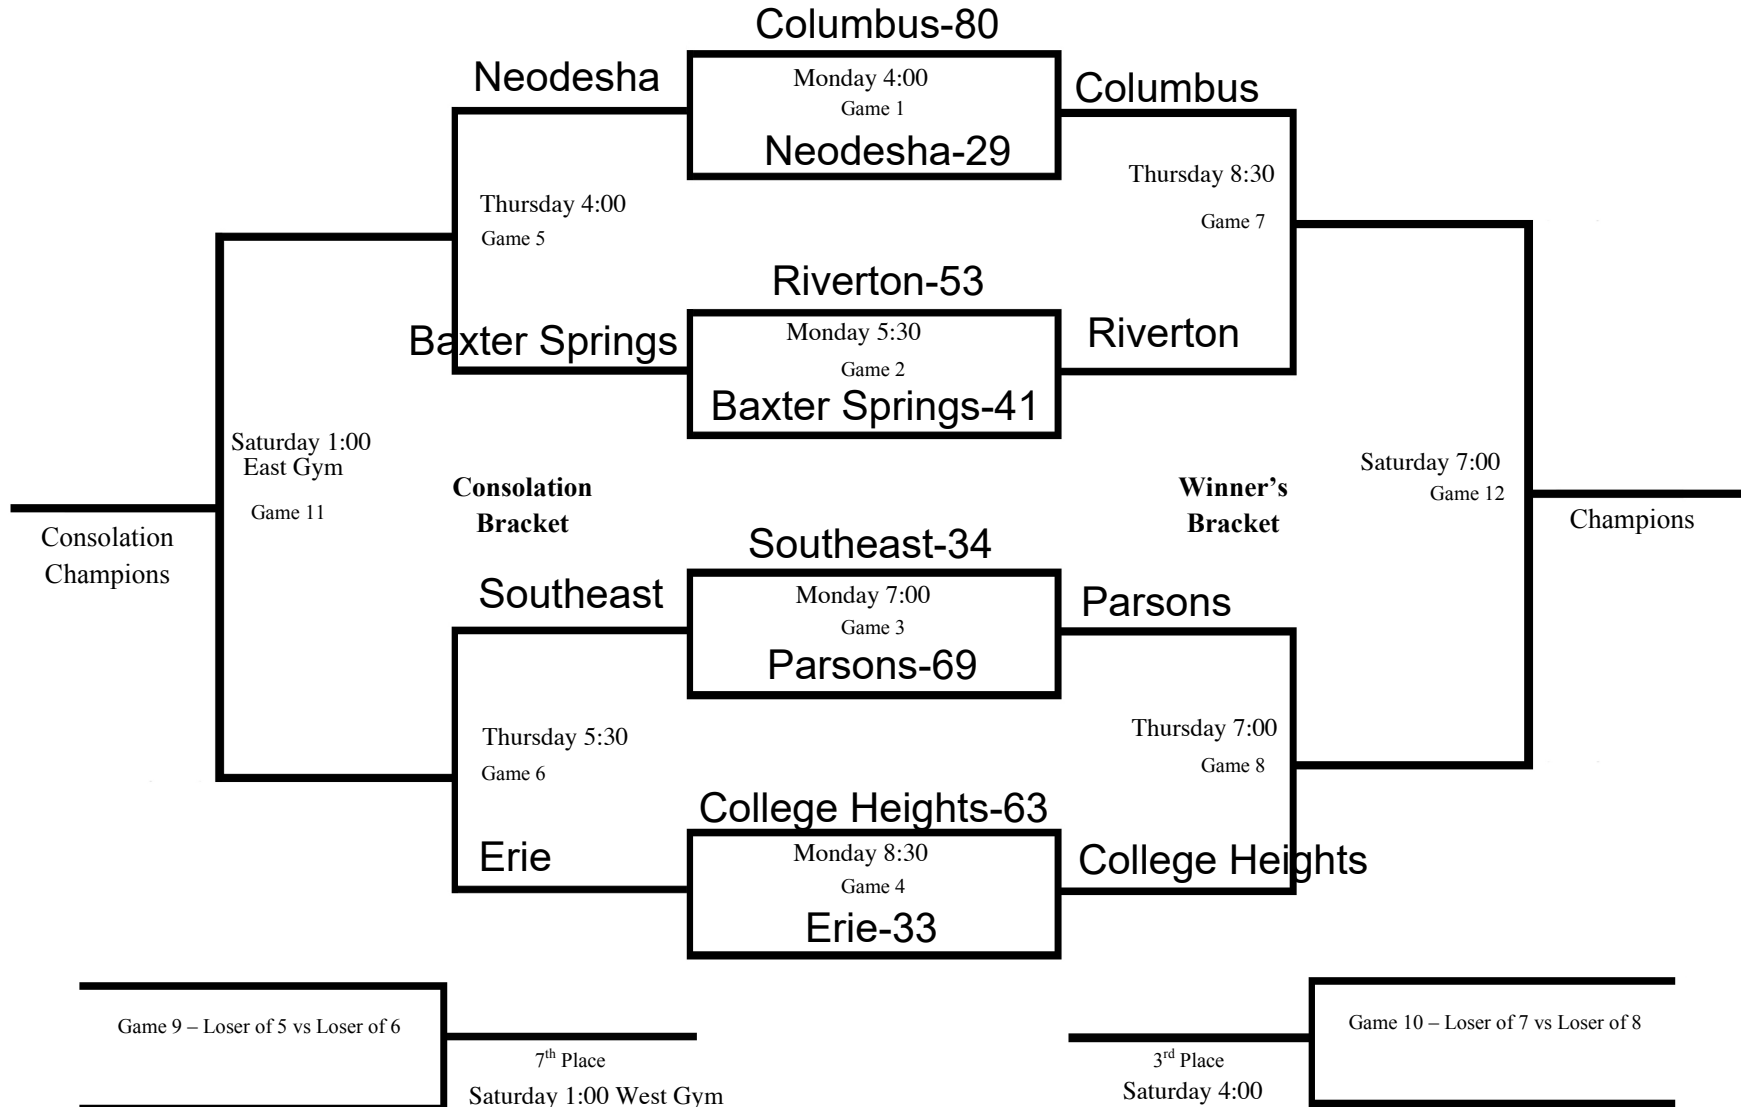 Columbus-80
Neodesha
Monday 4:00
Columbus
Game 1
Neodesha-29
Thursday 8:30
Thursday 4:00
Game 7
Game 5
Riverton-53
Baxter Springs
Monday 5:30
Riverton
Game 2
Baxter Springs-41
Saturday 1:00
East Gym
Saturday 7:00
Game 12
Consolation
Bracket
Winner's
Bracket
Game 11
Champions
Consolation
Champions
Southeast-34
Southeast
Monday 7:00
Parsons
Game 3
Parsons-69
Thursday 5:30
Thursday 7:00
Game 6
Game 8
College Heights-63
Erie
Monday 8:30
College Heights
Game 4
Erie-33
Game 9 – Loser of 5 vs Loser of 6
Game 10 – Loser of 7 vs Loser of 8
7th Place
3rd Place
Saturday 1:00 West Gym
Saturday 4:00